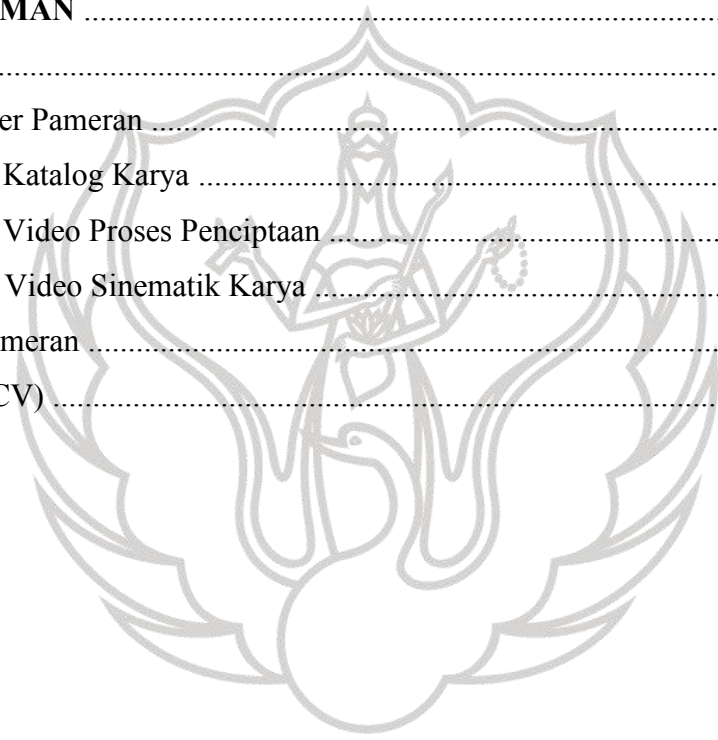 MAN ........................................................................................
................................................................................................
er Pameran ..............................................................................
Katalog Karya ........................................................................
Video Proses Penciptaan .......................................................
Video Sinematik Karya .........................................................
meran ......................................................................................
CV) ..........................................................................................